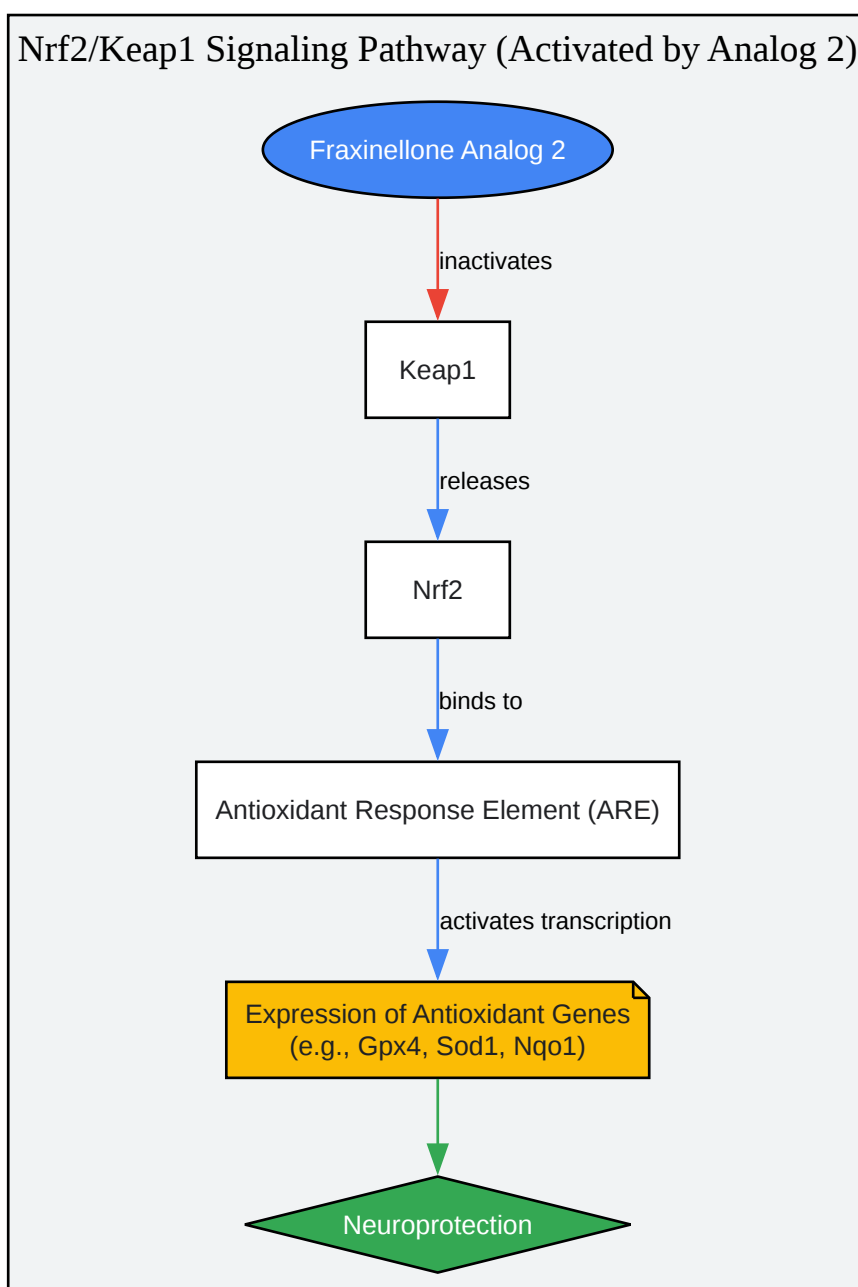 Nrf2/Keap1 Signaling Pathway (Activated by Analog 2)
Fraxinellone Analog 2
inactivates
Keap1
releases
Nrf2
binds to
Antioxidant Response Element (ARE)
activates transcription
Expression of Antioxidant Genes
(e.g., Gpx4, Sod1, Nqo1)
Neuroprotection